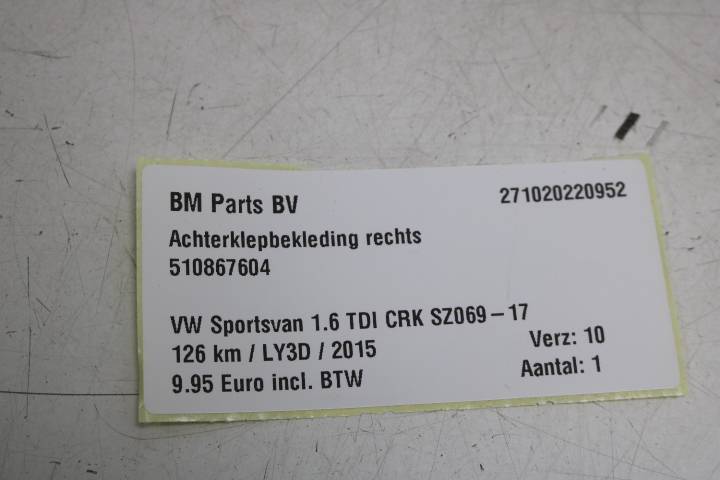 BM Parts BV 271020220952
Achterklepbekleding rechts
510867604
VW Sportsvan 1.6 TDI CRK SZ069-17
126 km / LY3D / 2015 Verz: 10
9.95 Euro incl. BTW Aantal: 1